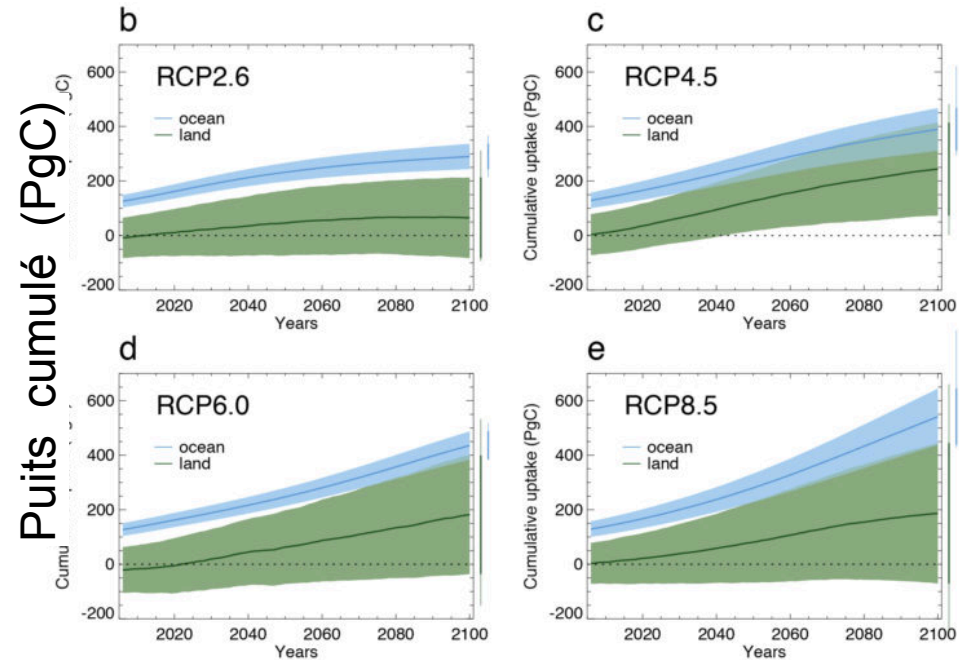 Puits cumulé (PgC)
gC)
Cumu
b
RCP2.6
ocean
land
600
400
200
0
-200
2020 2040 2060 2080 2100
Years
c
RCP4.5
ocean
land
Cumulative uptake (PgC)
600
400
200
0
-200
2020 2040 2060 2080 2100
Years
d
RCP6.0
ocean
land
600
400
200
0
-200
2020 2040 2060 2080 2100
Years
e
RCP8.5
ocean
land
Cumulative uptake (PgC)
600
400
200
0
-200
2020 2040 2060 2080 2100
Years